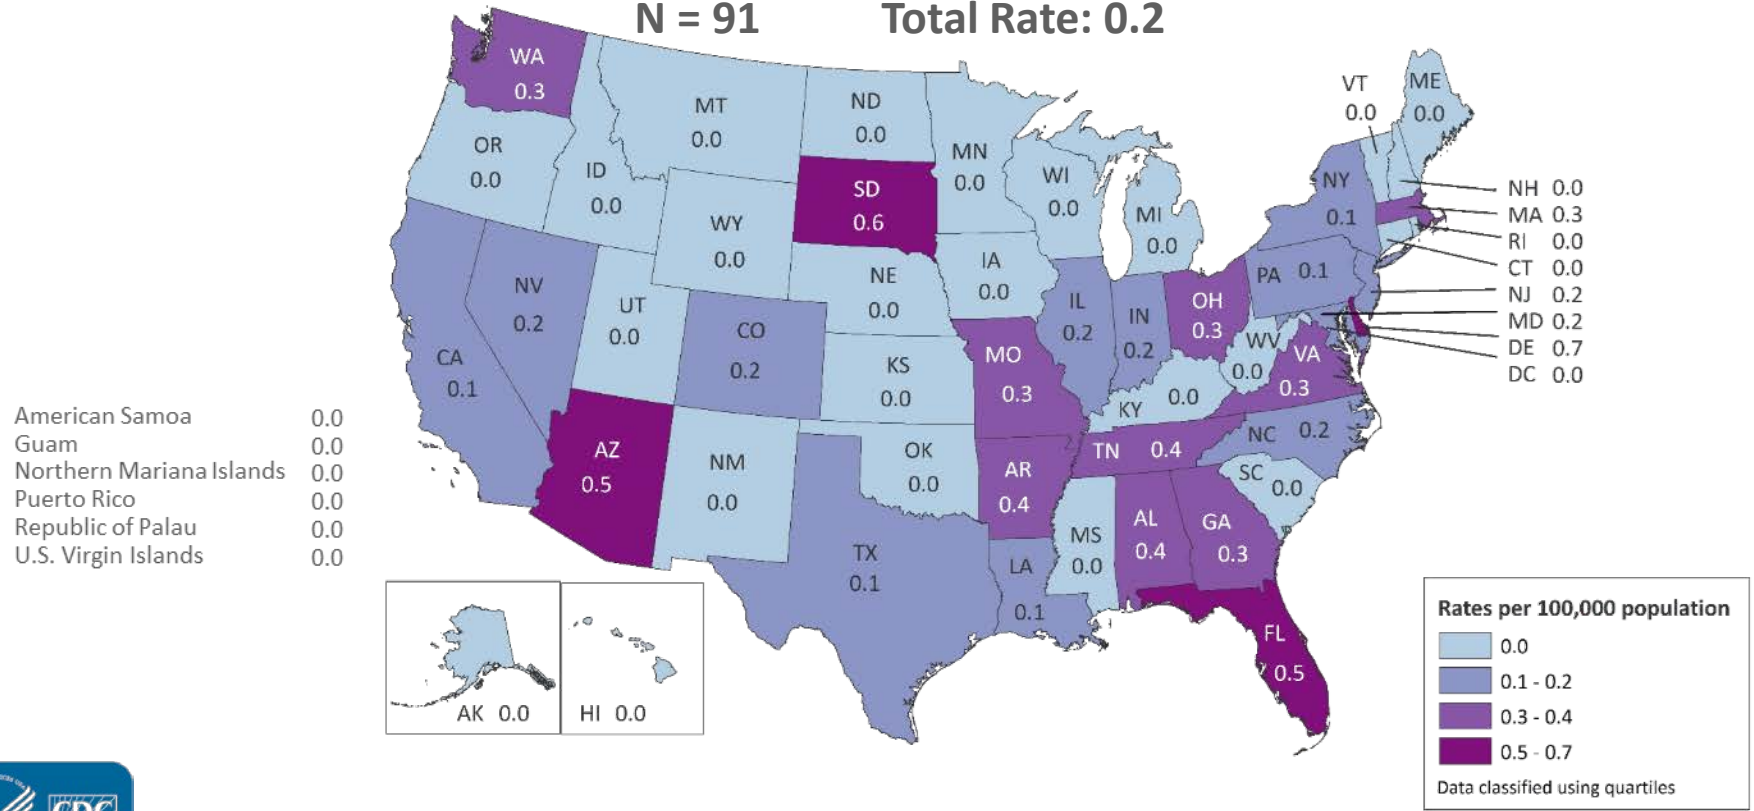 N = 91 Total Rate: 0.2
WA
0.3
OR
0.0
ID
0.0
MT
0.0
ND
0.0
SD
0.6
MN
0.0
WI
0.0
MI
0.0
WY
0.0
NE
0.0
IA
0.0
NV
0.2
UT
0.0
CO
0.2
CA
0.1
KS
0.0
MO
0.3
IL
0.2
IN
0.2
OH
0.3
WV
0.0
VA
0.3
KY 0.0
PA 0.1
NY
0.1
VT
0.0
ME
0.0
NH 0.0
MA 0.3
RI 0.0
CT 0.0
NJ 0.2
MD 0.2
DE 0.7
DC 0.0
AZ
0.5
NM
0.0
OK
0.0
AR
0.4
TN 0.4
NC 0.2
SC
0.0
TX
0.1
LA
0.1
MS
0.0
AL
0.4
GA
0.3
FL
0.5
AK 0.0
HI 0.0
American Samoa 0.0
Guam 0.0
Northern Mariana Islands 0.0
Puerto Rico 0.0
Republic of Palau 0.0
U.S. Virgin Islands 0.0
Rates per 100,000 population
0.0
0.1 - 0.2
0.3 - 0.4
0.5 - 0.7
Data classified using quartiles
CDC